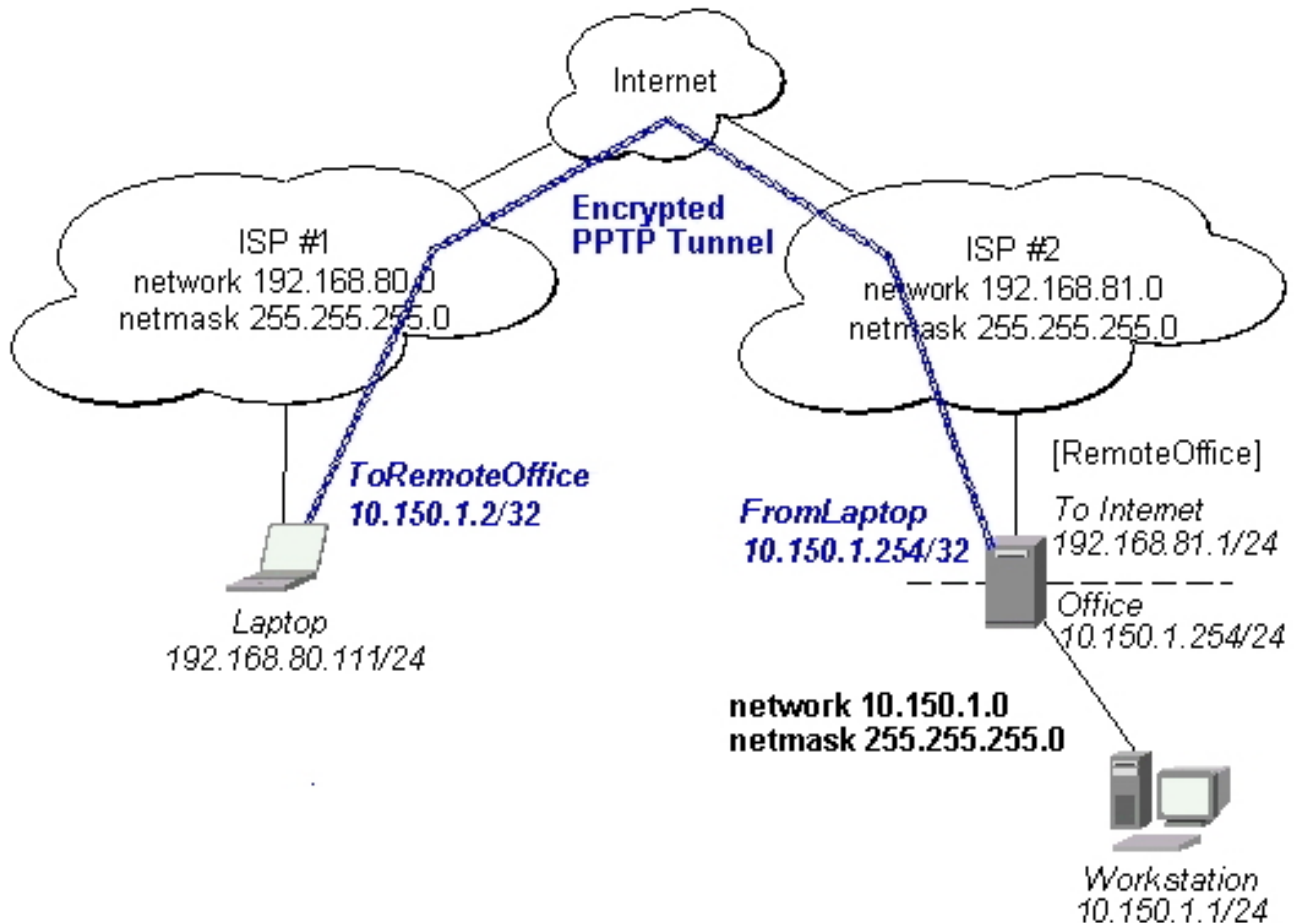 Internet
Encrypted
PPTP Tunnel
ISP #1
network 192.168.80.0
netmask 255.255.255.0
ISP #2
network 192.168.81.0
netmask 255.255.255.0
ToRemoteOffice
10.150.1.2/32
Laptop
192.168.80.111/24
FromLaptop
10.150.1.254/32
[RemoteOffice]
To Internet
192.168.81.1/24
Office
10.150.1.254/24
network 10.150.1.0
netmask 255.255.255.0
Workstation
10.150.1.1/24